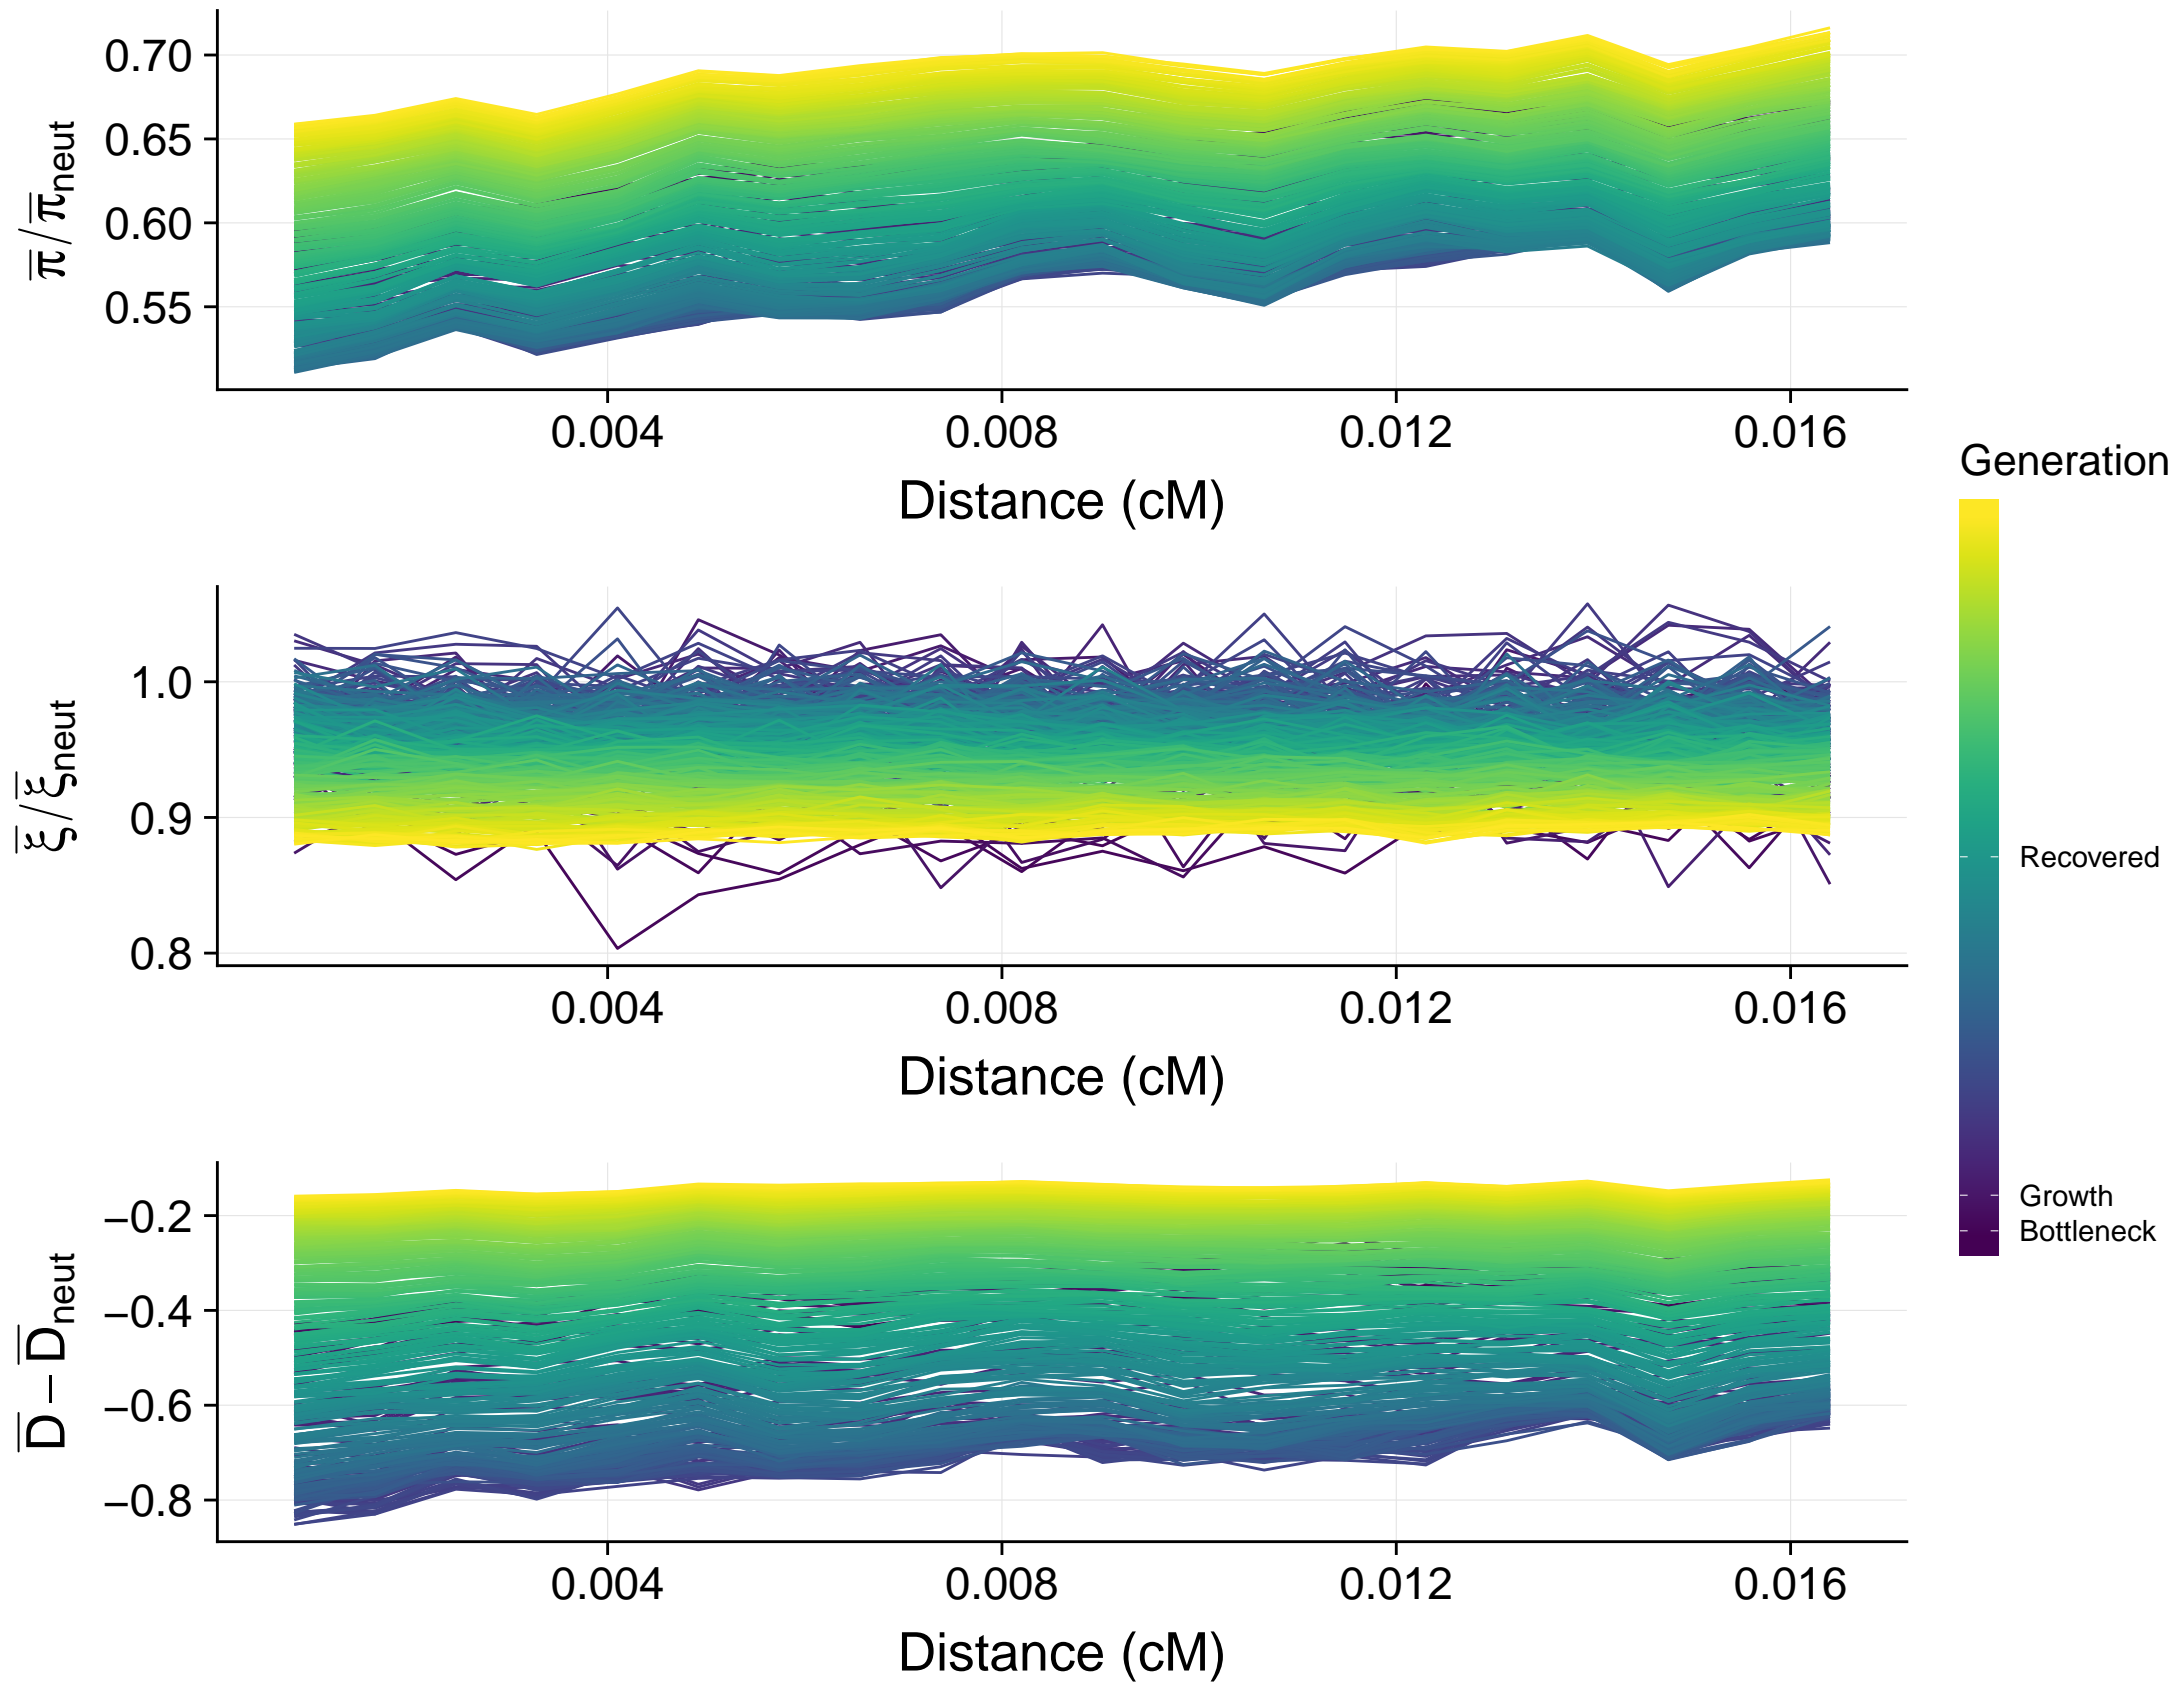 π̅/π̅neut
0.70
0.65
0.60
0.55
0.004 0.008 0.012 0.016
Distance (cM)
ξ̅/ξ̅neut
1.0
0.9
0.8
0.004 0.008 0.012 0.016
Distance (cM)
D̅−D̅neut
−0.2
−0.4
−0.6
−0.8
0.004 0.008 0.012 0.016
Distance (cM)
Generation
Recovered
Growth
Bottleneck